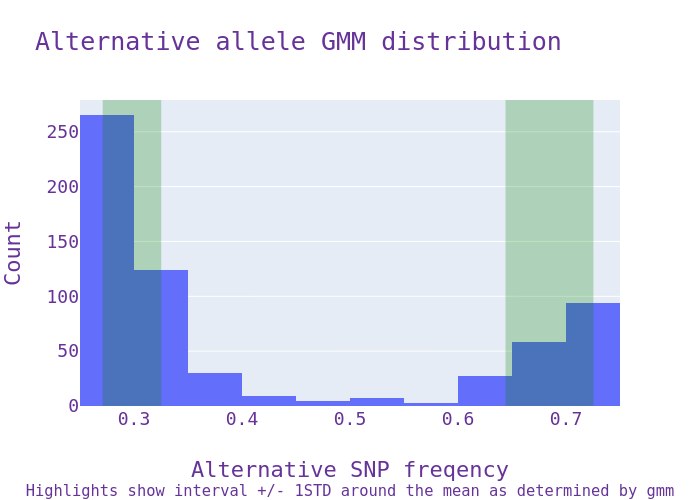 Alternative allele GMM distribution
250
200
150
100
50
0
Count
0.3 0.4 0.5 0.6 0.7
Alternative SNP freqency
Highlights show interval +/- 1STD around the mean as determined by gmm